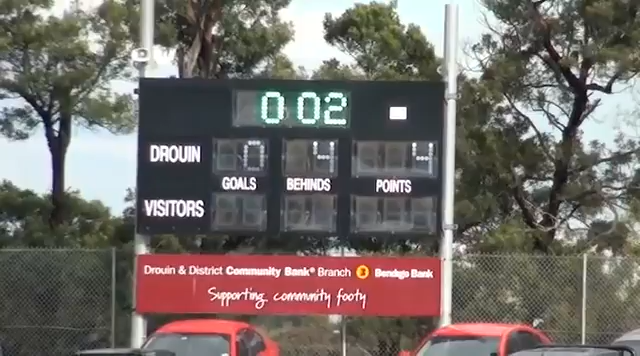 0 02
DROUIN 0 4 4
GOALS BEHINDS POINTS
VISITORS
Drouin & District Community Bank® Branch Bendigo Bank
Supporting community footy